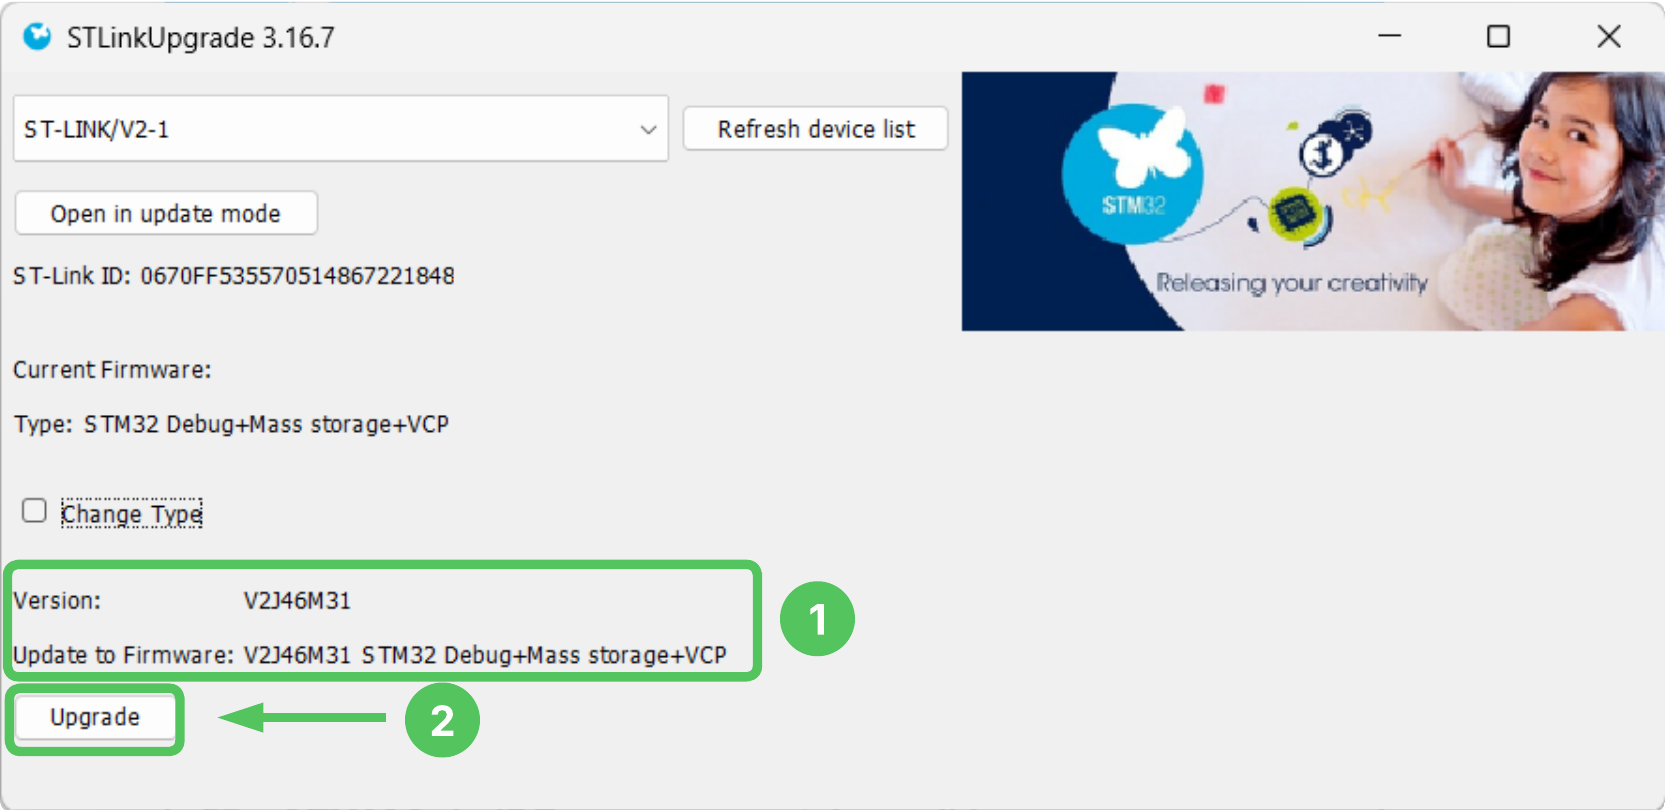 STLinkUpgrade 3.16.7
ST-LINK/V2-1
Refresh device list
Open in update mode
ST-Link ID: 0670FF535570514867221848
STM32
Releasing your creativity
Current Firmware:
Type: STM32 Debug+Mass storage+VCP
Change Type
Version: V2J46M31
Update to Firmware: V2J46M31 STM32 Debug+Mass storage+VCP
1
Upgrade
2